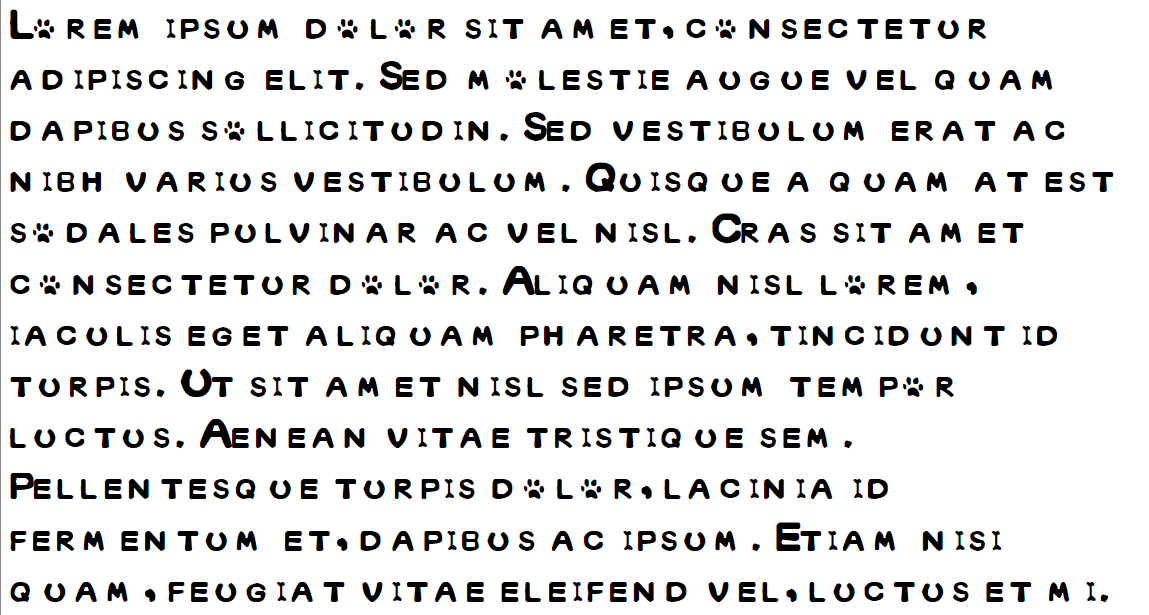 Lorem ipsum dolor sit amet, consectetur
adipiscing elit. Sed molestie augue vel quam
dapibus sollicitudin. Sed vestibulum erat ac
nibh varius vestibulum. Quisque a quam at est
sodales pulvinar ac vel nisl. Cras sit amet
consectetur dolor. Aliquam nisl lorem,
iaculis eget aliquam pharetra, tincidunt id
turpis. Ut sit amet nisl sed ipsum tempor
luctus. Aenean vitae tristique sem.
Pellentesque turpis dolor, lacinia id
fermentum et, dapibus ac ipsum. Etiam nisi
quam, feugiat vitae eleifend vel, luctus et mi.